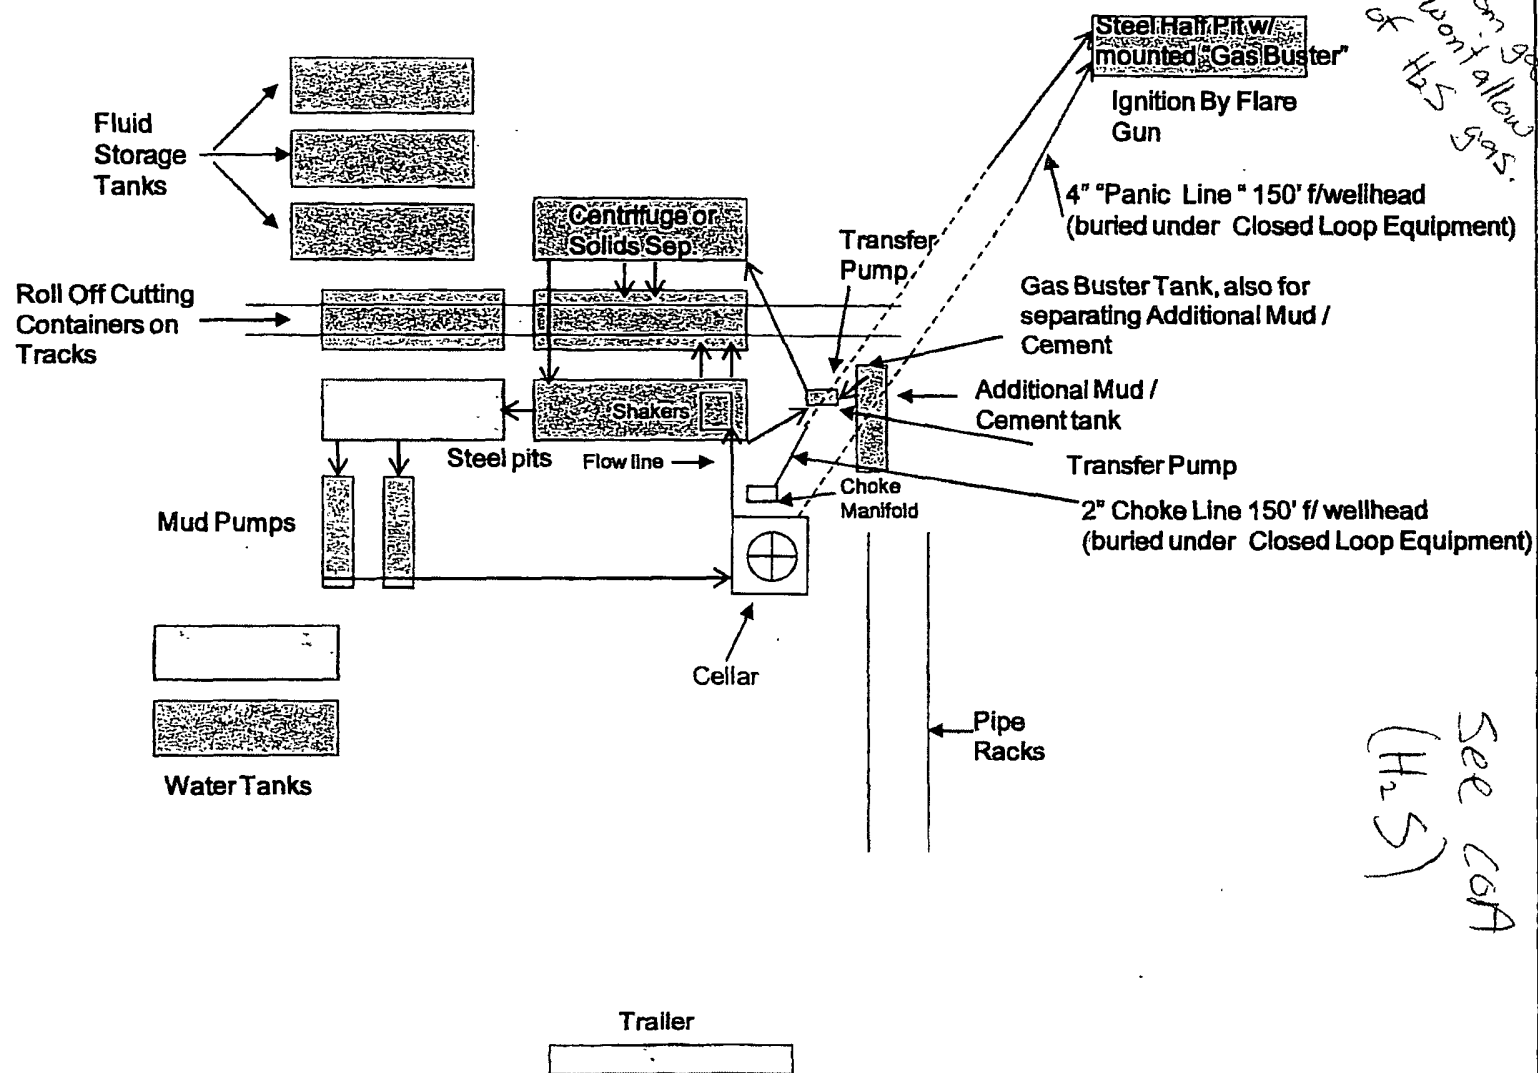 Steel Half Pit w/
mounted "Gas Buster"
Ignition By Flare
Gun
won't allow
of H2S gas.
Fluid
Storage
Tanks
4" "Panic Line " 150' f/wellhead
(buried under Closed Loop Equipment)
Centrifuge or
Solids Sep.
Transfer
Pump
Roll Off Cutting
Containers on
Tracks
Gas Buster Tank, also for
separating Additional Mud /
Cement
Additional Mud /
Cement tank
Shakers
Steel pits
Flow line
Transfer Pump
Choke
Manifold
2" Choke Line 150' f/ wellhead
(buried under Closed Loop Equipment)
Mud Pumps
Cellar
Pipe
Racks
Water Tanks
See COA
(H2S)
Trailer